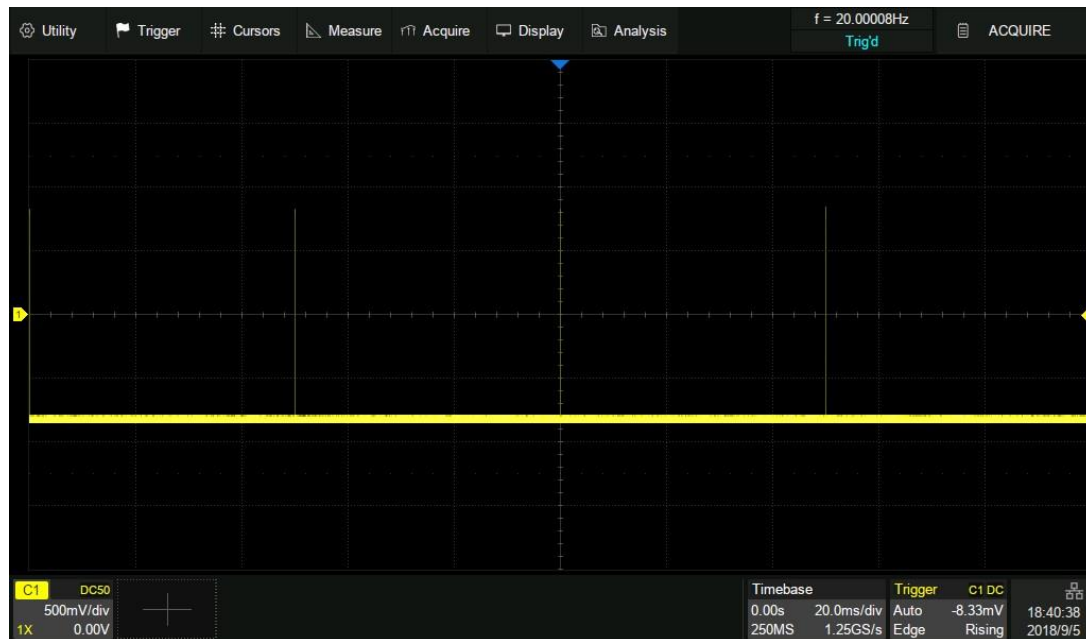 Utility Trigger Cursors Measure Acquire Display Analysis f = 20.00008Hz ACQUIRE
Trig'd
1
C1 DC50
500mV/div
1X 0.00V
Timebase
0.00s 20.0ms/div
250MS 1.25GS/s
Trigger C1 DC
Auto -8.33mV
Edge Rising
18:40:38
2018/9/5